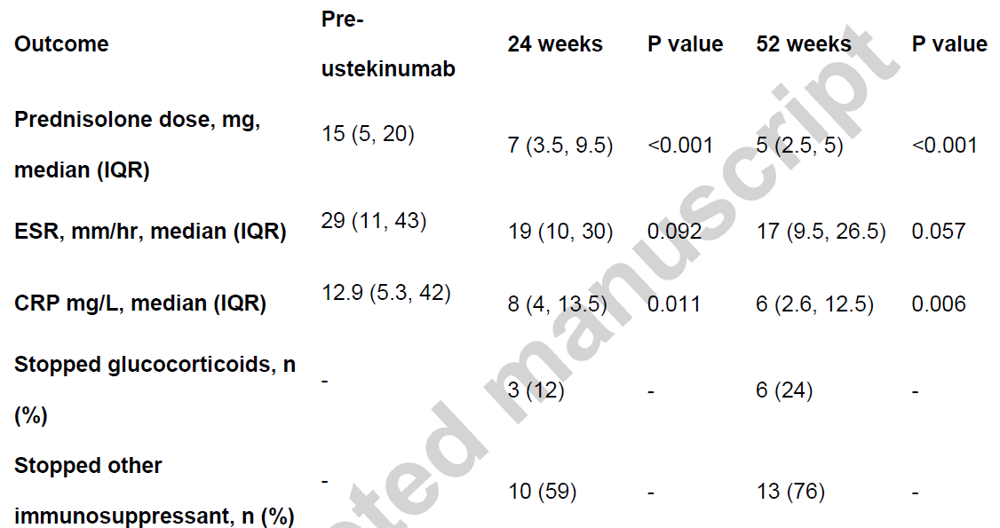 Outcome Pre-ustekinumab 24 weeks P value 52 weeks P value
Prednisolone dose, mg, median (IQR) 15 (5, 20) 7 (3.5, 9.5) <0.001 5 (2.5, 5) <0.001
ESR, mm/hr, median (IQR) 29 (11, 43) 19 (10, 30) 0.092 17 (9.5, 26.5) 0.057
CRP mg/L, median (IQR) 12.9 (5.3, 42) 8 (4, 13.5) 0.011 6 (2.6, 12.5) 0.006
Stopped glucocorticoids, n (%) - 3 (12) - 6 (24) -
Stopped other immunosuppressant, n (%) - 10 (59) - 13 (76) -
ted manuscript